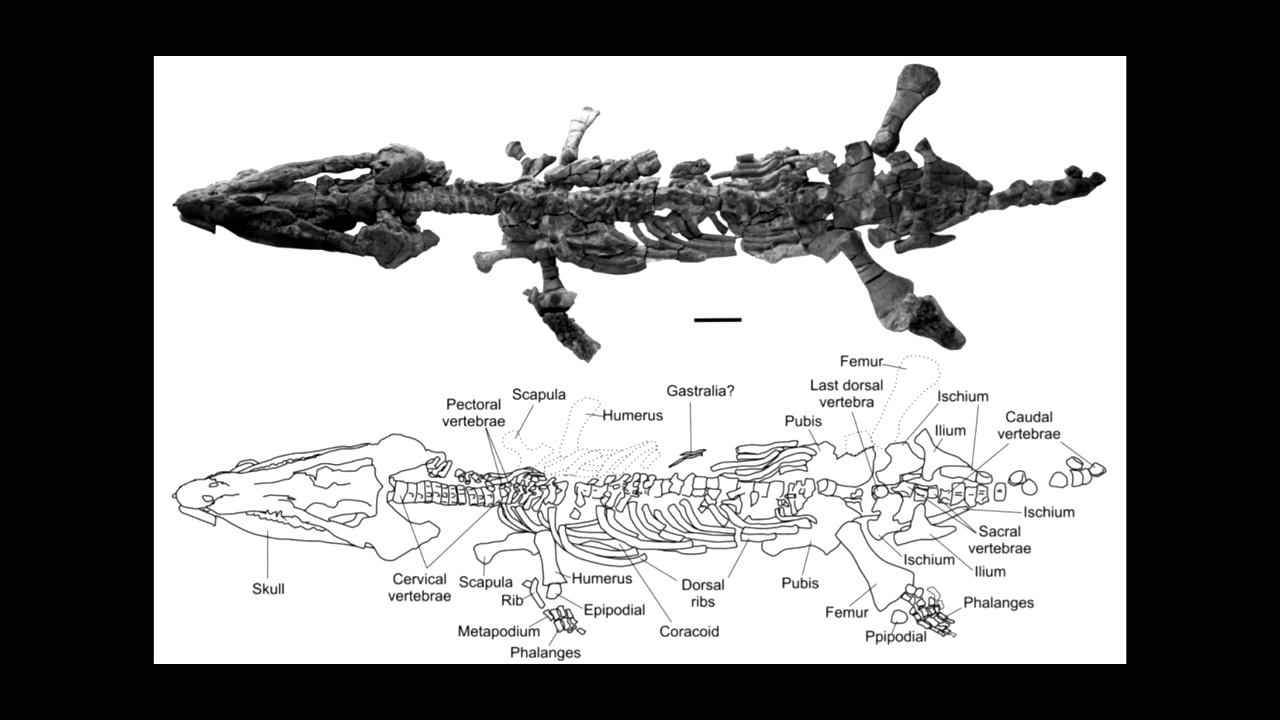 Femur
Last dorsal
vertebra
Ischium
Gastralia?
Scapula
Pectoral
vertebrae
Humerus
Pubis
Ilium
Caudal
vertebrae
Ischium
Sacral
vertebrae
Ischium
Ilium
Skull
Cervical
vertebrae
Scapula
Humerus
Rib
Epipodial
Dorsal
ribs
Pubis
Femur
Phalanges
Metapodium
Coracoid
Ppipodial
Phalanges